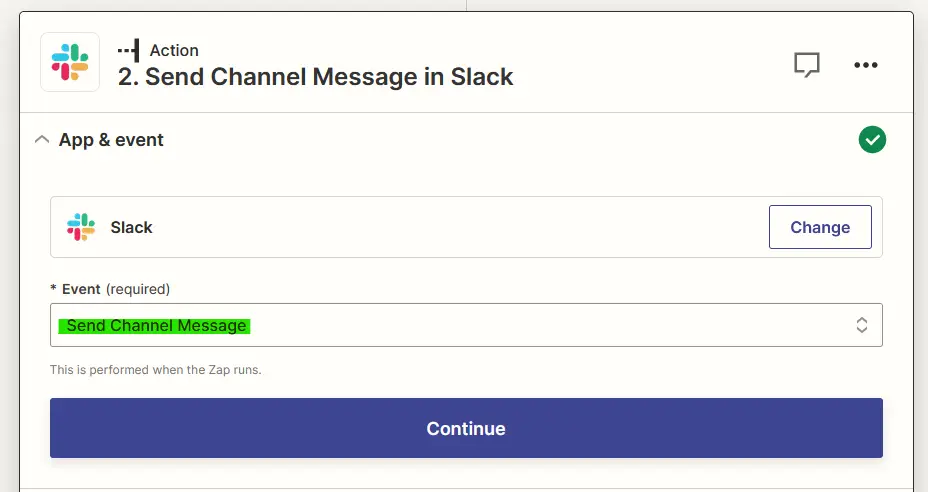 Action
2. Send Channel Message in Slack
App & event
Slack
Change
* Event (required)
Send Channel Message
This is performed when the Zap runs.
Continue